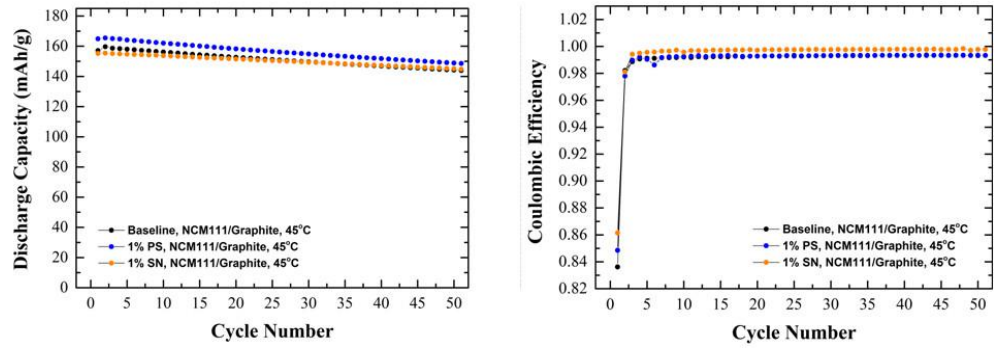 180
160
140
120
100
80
60
40
20
0
Discharge Capacity (mAh/g)
Baseline, NCM111/Graphite, 45°C
1% PS, NCM111/Graphite, 45°C
1% SN, NCM111/Graphite, 45°C
0 5 10 15 20 25 30 35 40 45 50
Cycle Number
1.02
1.00
0.98
0.96
0.94
0.92
0.90
0.88
0.86
0.84
0.82
Coulombic Efficiency
Baseline, NCM111/Graphite, 45°C
1% PS, NCM111/Graphite, 45°C
1% SN, NCM111/Graphite, 45°C
0 5 10 15 20 25 30 35 40 45 50
Cycle Number